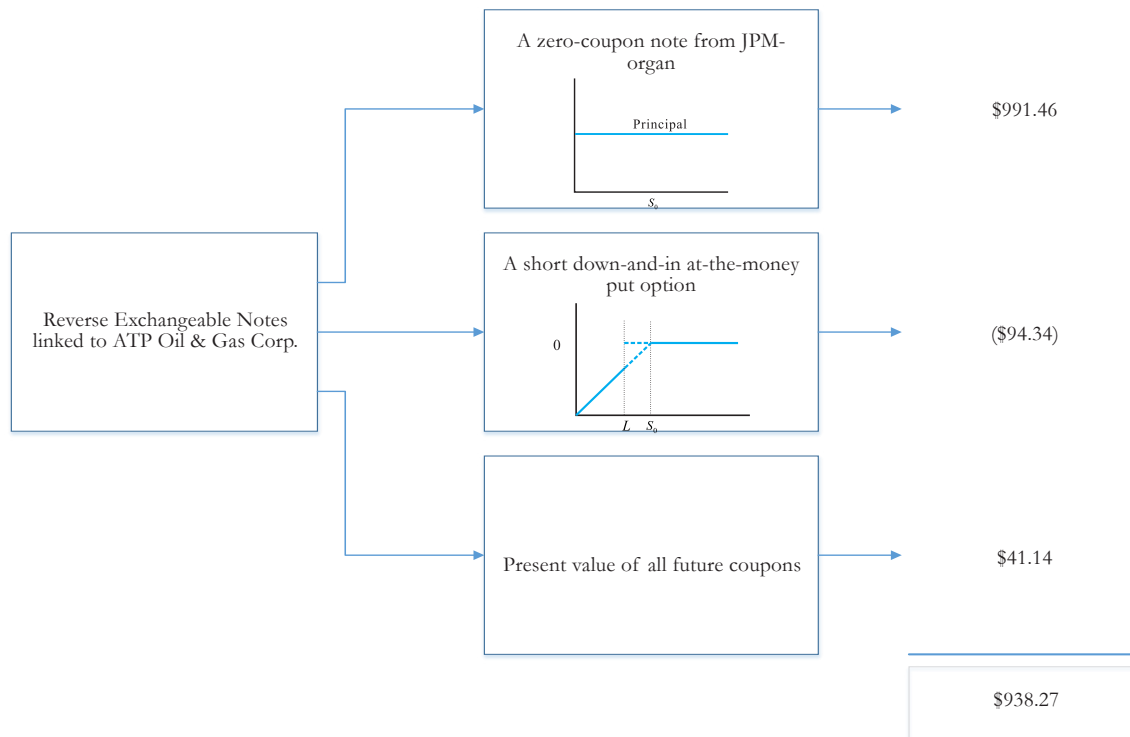 A zero-coupon note from JPM-
organ
Principal
S₀
$991.46
Reverse Exchangeable Notes
linked to ATP Oil & Gas Corp.
A short down-and-in at-the-money
put option
0
L S₀
($94.34)
Present value of all future coupons
$41.14
$938.27